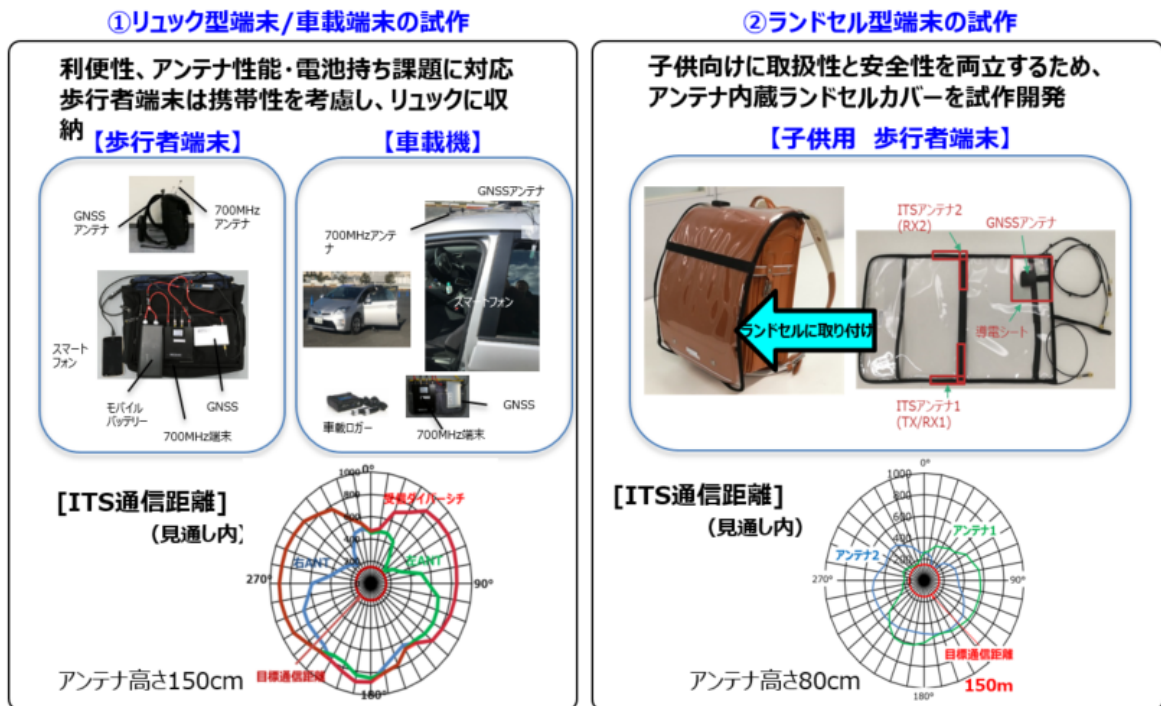 ①リュック型端末/車載端末の試作
利便性、アンテナ性能・電池持ち課題に対応
歩行者端末は携帯性を考慮し、リュックに収
納
【歩行者端末】
【車載機】
GNSS
アンテナ
700MHz
アンテナ
スマート
フォン
モバイル
バッテリー
700MHz端末
GNSS
GNSSアンテナ
700MHzアンテ
ナ
スマートフォン
車載ロガー
700MHz端末
GNSS
[ITS通信距離]
(見通し内)
1000
800
600
400
200
0°
90°
180°
270°
受信ダイバーシチ
右ANT
左ANT
目標通信距離
アンテナ高さ150cm
②ランドセル型端末の試作
子供向けに取扱性と安全性を両立するため、
アンテナ内蔵ランドセルカバーを試作開発
【子供用 歩行者端末】
ITSアンテナ2
(RX2)
GNSSアンテナ
ランドセルに取り付け
導電シート
ITSアンテナ1
(TX/RX1)
[ITS通信距離]
(見通し内)
1000
800
600
400
200
0°
90°
180°
270°
アンテナ1
アンテナ2
目標通信距離
150m
アンテナ高さ80cm